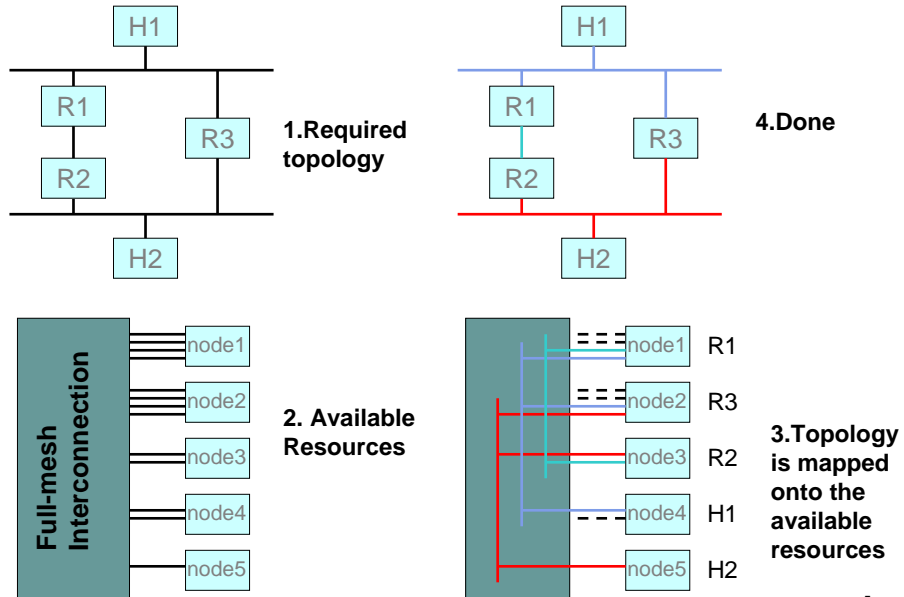 H1
R1
R3
R2
H2
1.Required
topology
H1
R1
R3
R2
H2
4.Done
Full-mesh
Interconnection
node1
node2
node3
node4
node5
2. Available
Resources
node1 R1
node2 R3
node3 R2
node4 H1
node5 H2
3.Topology
is mapped
onto the
available
resources